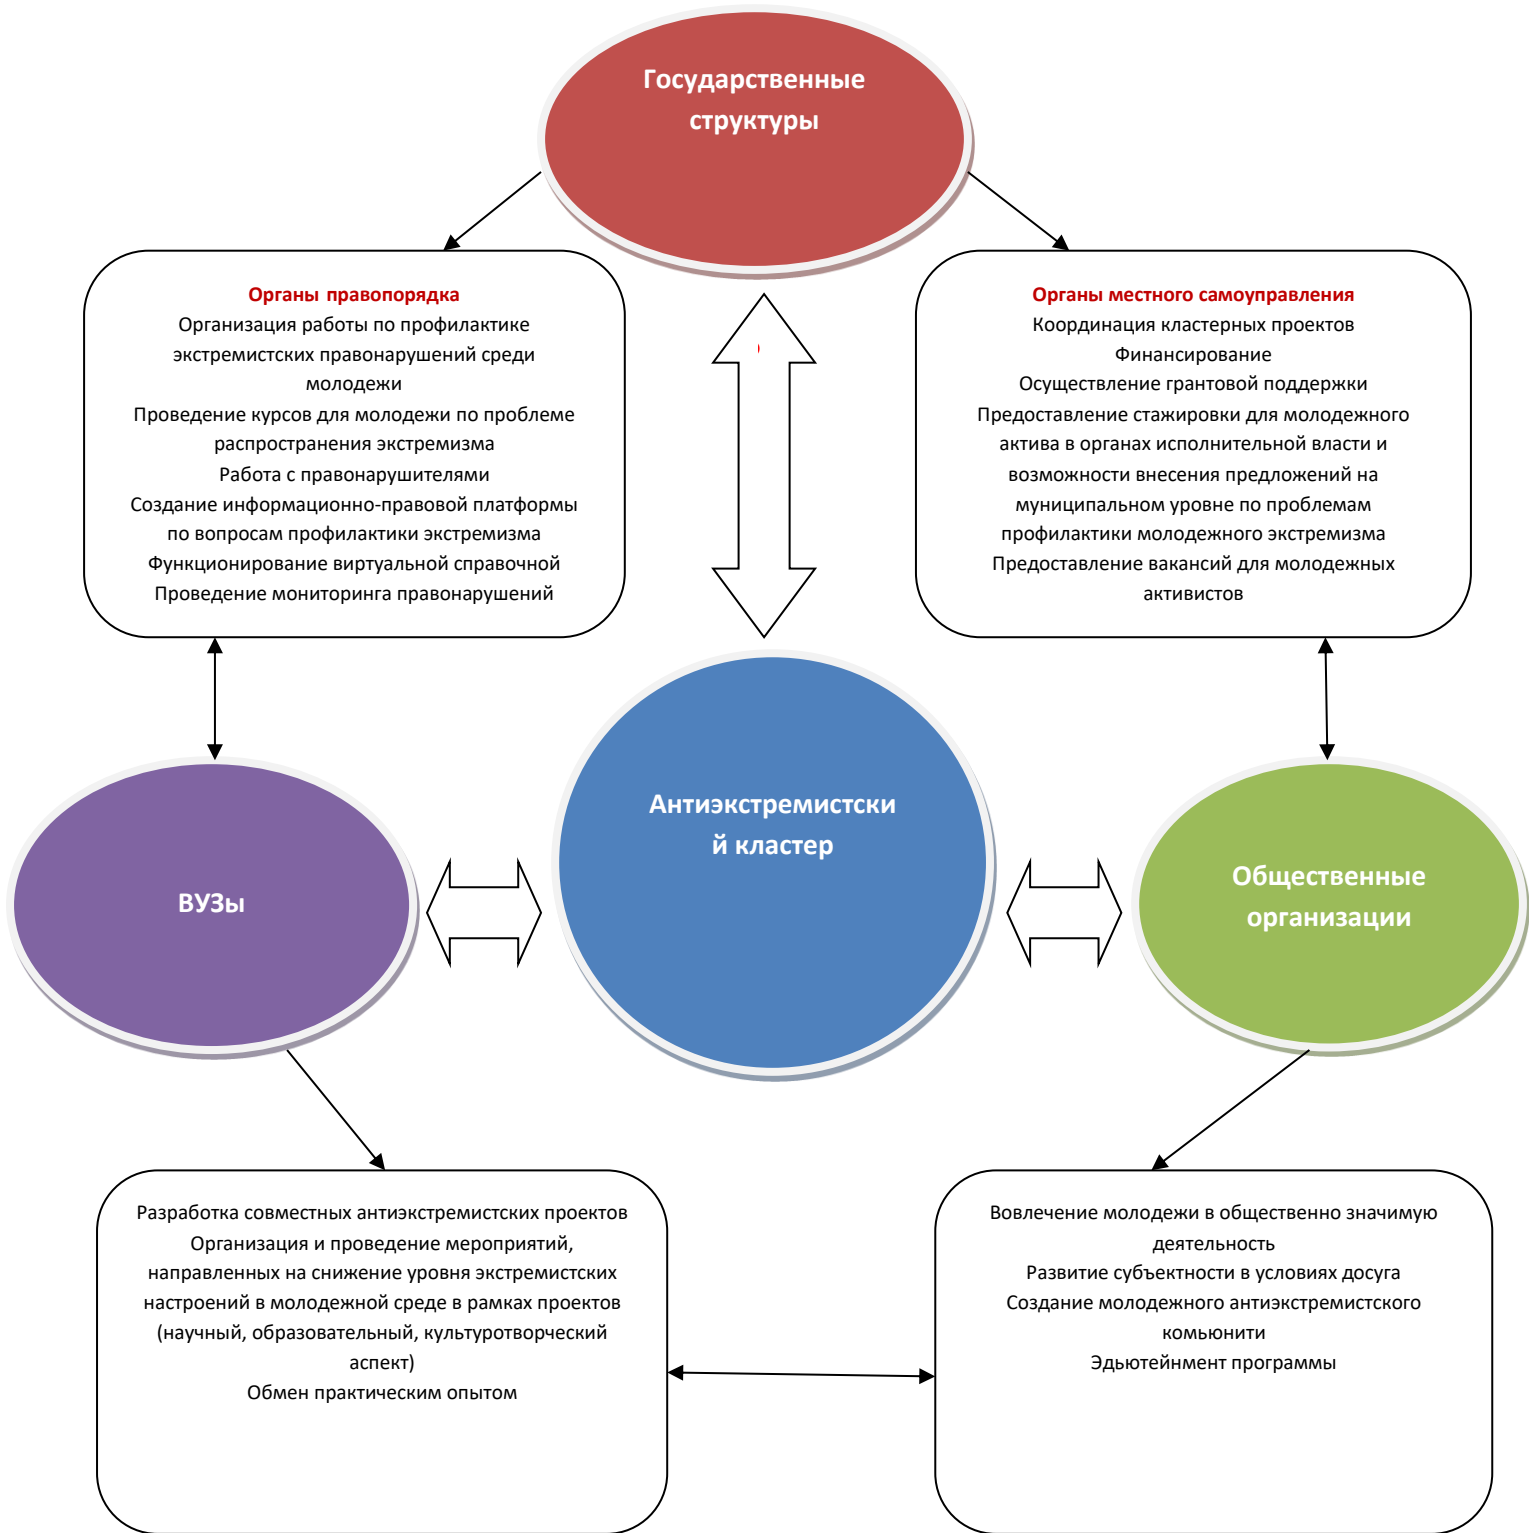 Государственные
структуры
Органы правопорядка
Организация работы по профилактике
экстремистских правонарушений среди
молодежи
Проведение курсов для молодежи по проблеме
распространения экстремизма
Работа с правонарушителями
Создание информационно-правовой платформы
по вопросам профилактики экстремизма
Функционирование виртуальной справочной
Проведение мониторинга правонарушений
Органы местного самоуправления
Координация кластерных проектов
Финансирование
Осуществление грантовой поддержки
Предоставление стажировки для молодежного
актива в органах исполнительной власти и
возможности внесения предложений на
муниципальном уровне по проблемам
профилактики молодежного экстремизма
Предоставление вакансий для молодежных
активистов
Антиэкстремистски
й кластер
ВУЗы
Общественные
организации
Разработка совместных антиэкстремистских проектов
Организация и проведение мероприятий,
направленных на снижение уровня экстремистских
настроений в молодежной среде в рамках проектов
(научный, образовательный, культуротворческий
аспект)
Обмен практическим опытом
Вовлечение молодежи в общественно значимую
деятельность
Развитие субъектности в условиях досуга
Создание молодежного антиэкстремистского
комьюнити
Эдьютейнмент программы